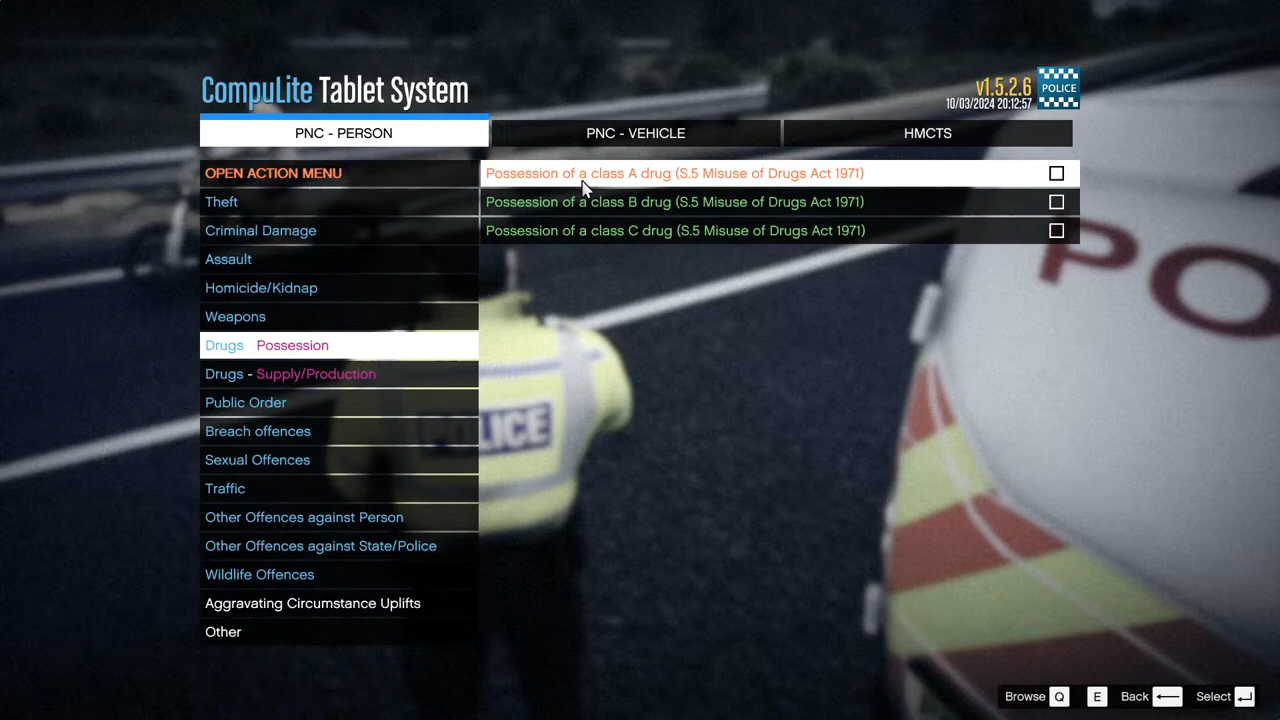 CompuLite Tablet System
v1.5.2.6
10/03/2024 20:12:57
POLICE
PNC - PERSON
PNC - VEHICLE
HMCTS
OPEN ACTION MENU
Theft
Criminal Damage
Assault
Homicide/Kidnap
Weapons
Drugs Possession
Drugs - Supply/Production
Public Order
Breach offences
Sexual Offences
Traffic
Other Offences against Person
Other Offences against State/Police
Wildlife Offences
Aggravating Circumstance Uplifts
Other
Possession of a class A drug (S.5 Misuse of Drugs Act 1971)
Possession of a class B drug (S.5 Misuse of Drugs Act 1971)
Possession of a class C drug (S.5 Misuse of Drugs Act 1971)
POLICE
PO
Browse Q E Back Select